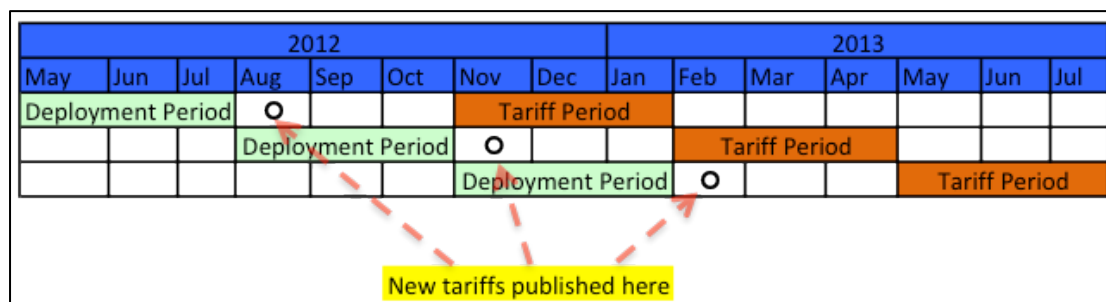 2012 2013
May Jun Jul Aug Sep Oct Nov Dec Jan Feb Mar Apr May Jun Jul
Deployment Period Tariff Period
Deployment Period Tariff Period
Deployment Period Tariff Period
New tariffs published here